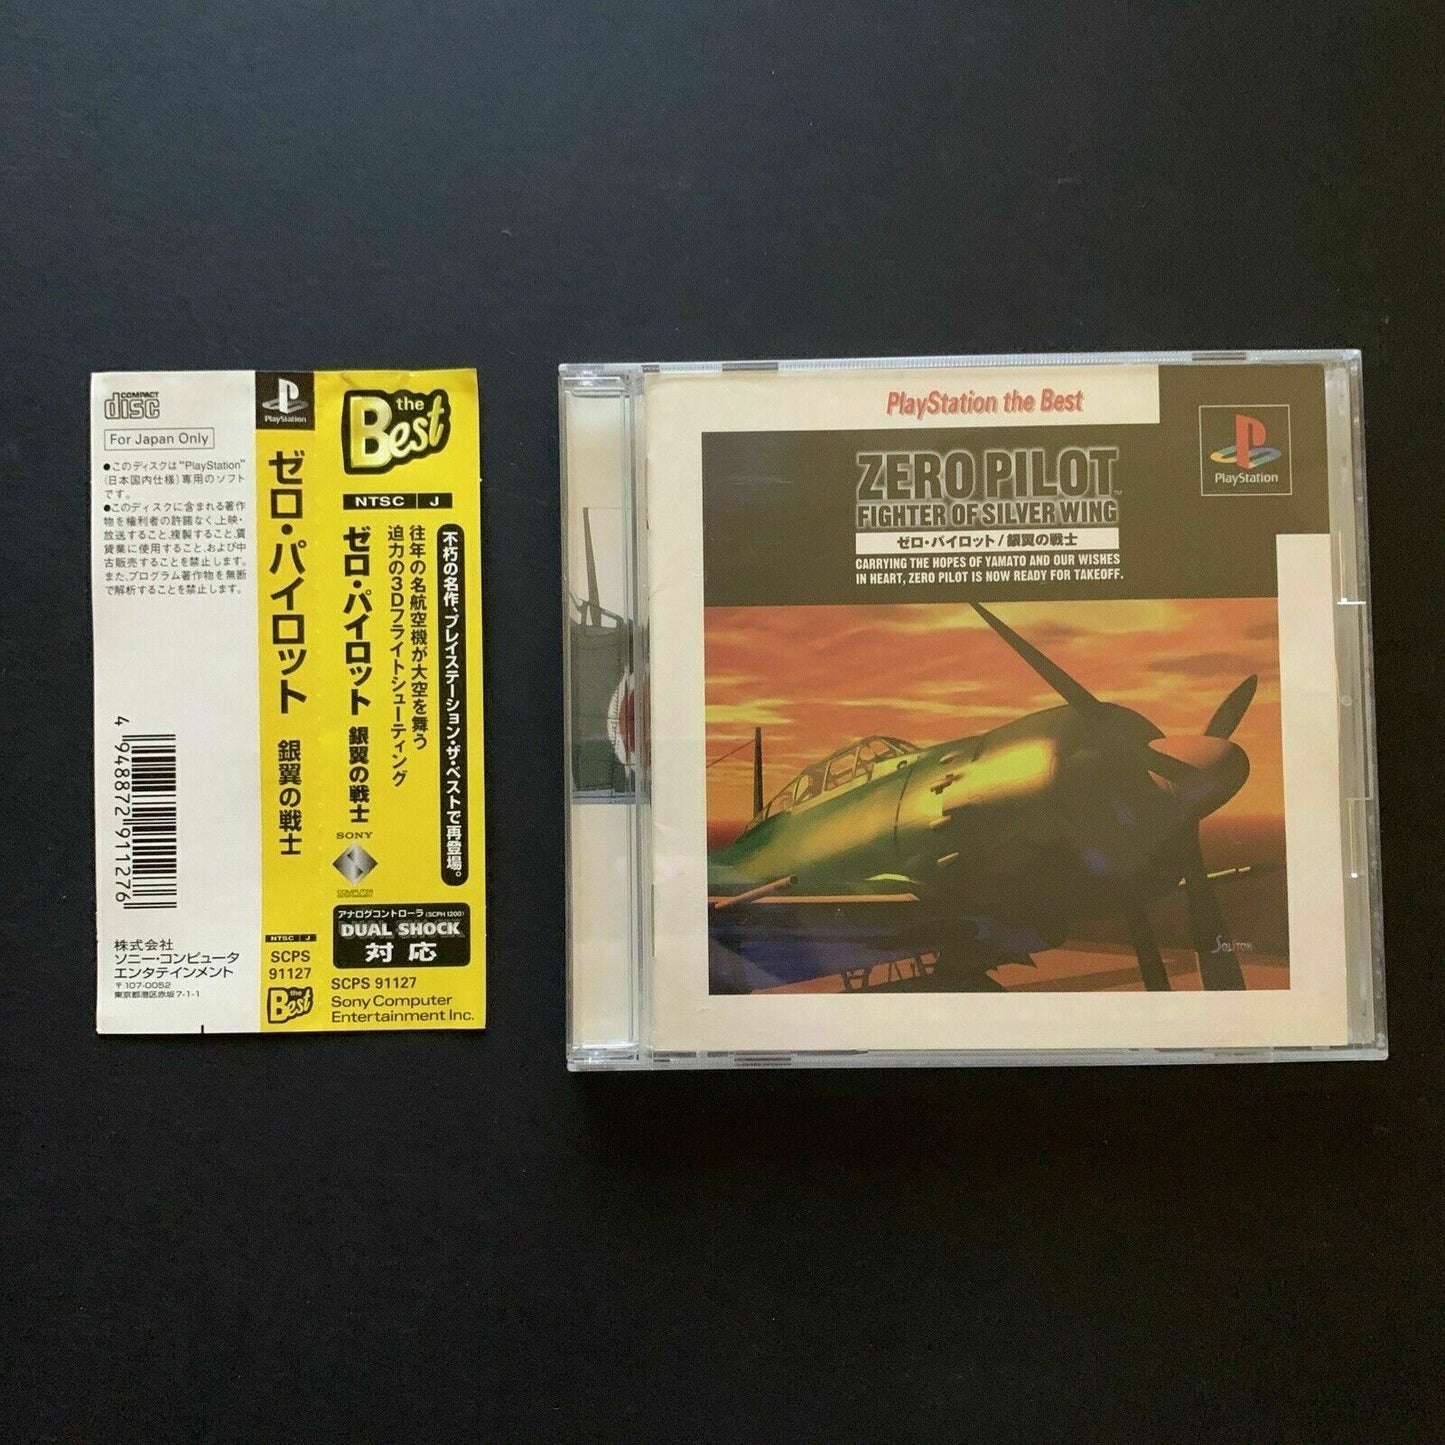 COMPACT
disc
For Japan Only
●このディスクは"PlayStation"
(日本国内仕様)専用のソフト
です。
●このディスクに含まれる著作
物を権利者の許諾なく、上映・
放送すること、複製すること、賃
貸業に使用すること、および中
古販売することを禁止します。
また、プログラム著作物を無断
で解析することを禁止します。
4 948872 911276
株式会社
ソニー・コンピュータ
エンタテインメント
〒107-0052
東京都港区赤坂7-1-1
PlayStation
ゼロ・パイロット 銀翼の戦士
NTSC J
SCPS
91127
the
Best
the
Best
NTSC J
不朽の名作、プレイステーション・ザ・ベストで再登場。
往年の名航空機が大空を舞う
迫力の3Dフライトシューティング
ゼロ・パイロット 銀翼の戦士
SONY
COMPUTER
ENTERTAINMENT
アナログコントローラ(SCPH 1200)
DUAL SHOCK
対応
SCPS 91127
Sony Computer
Entertainment Inc.
PlayStation the Best
PlayStation
ZERO PILOT™
FIGHTER OF SILVER WING
ゼロ・パイロット/銀翼の戦士
CARRYING THE HOPES OF YAMATO AND OUR WISHES
IN HEART, ZERO PILOT IS NOW READY FOR TAKEOFF.
SOLITON